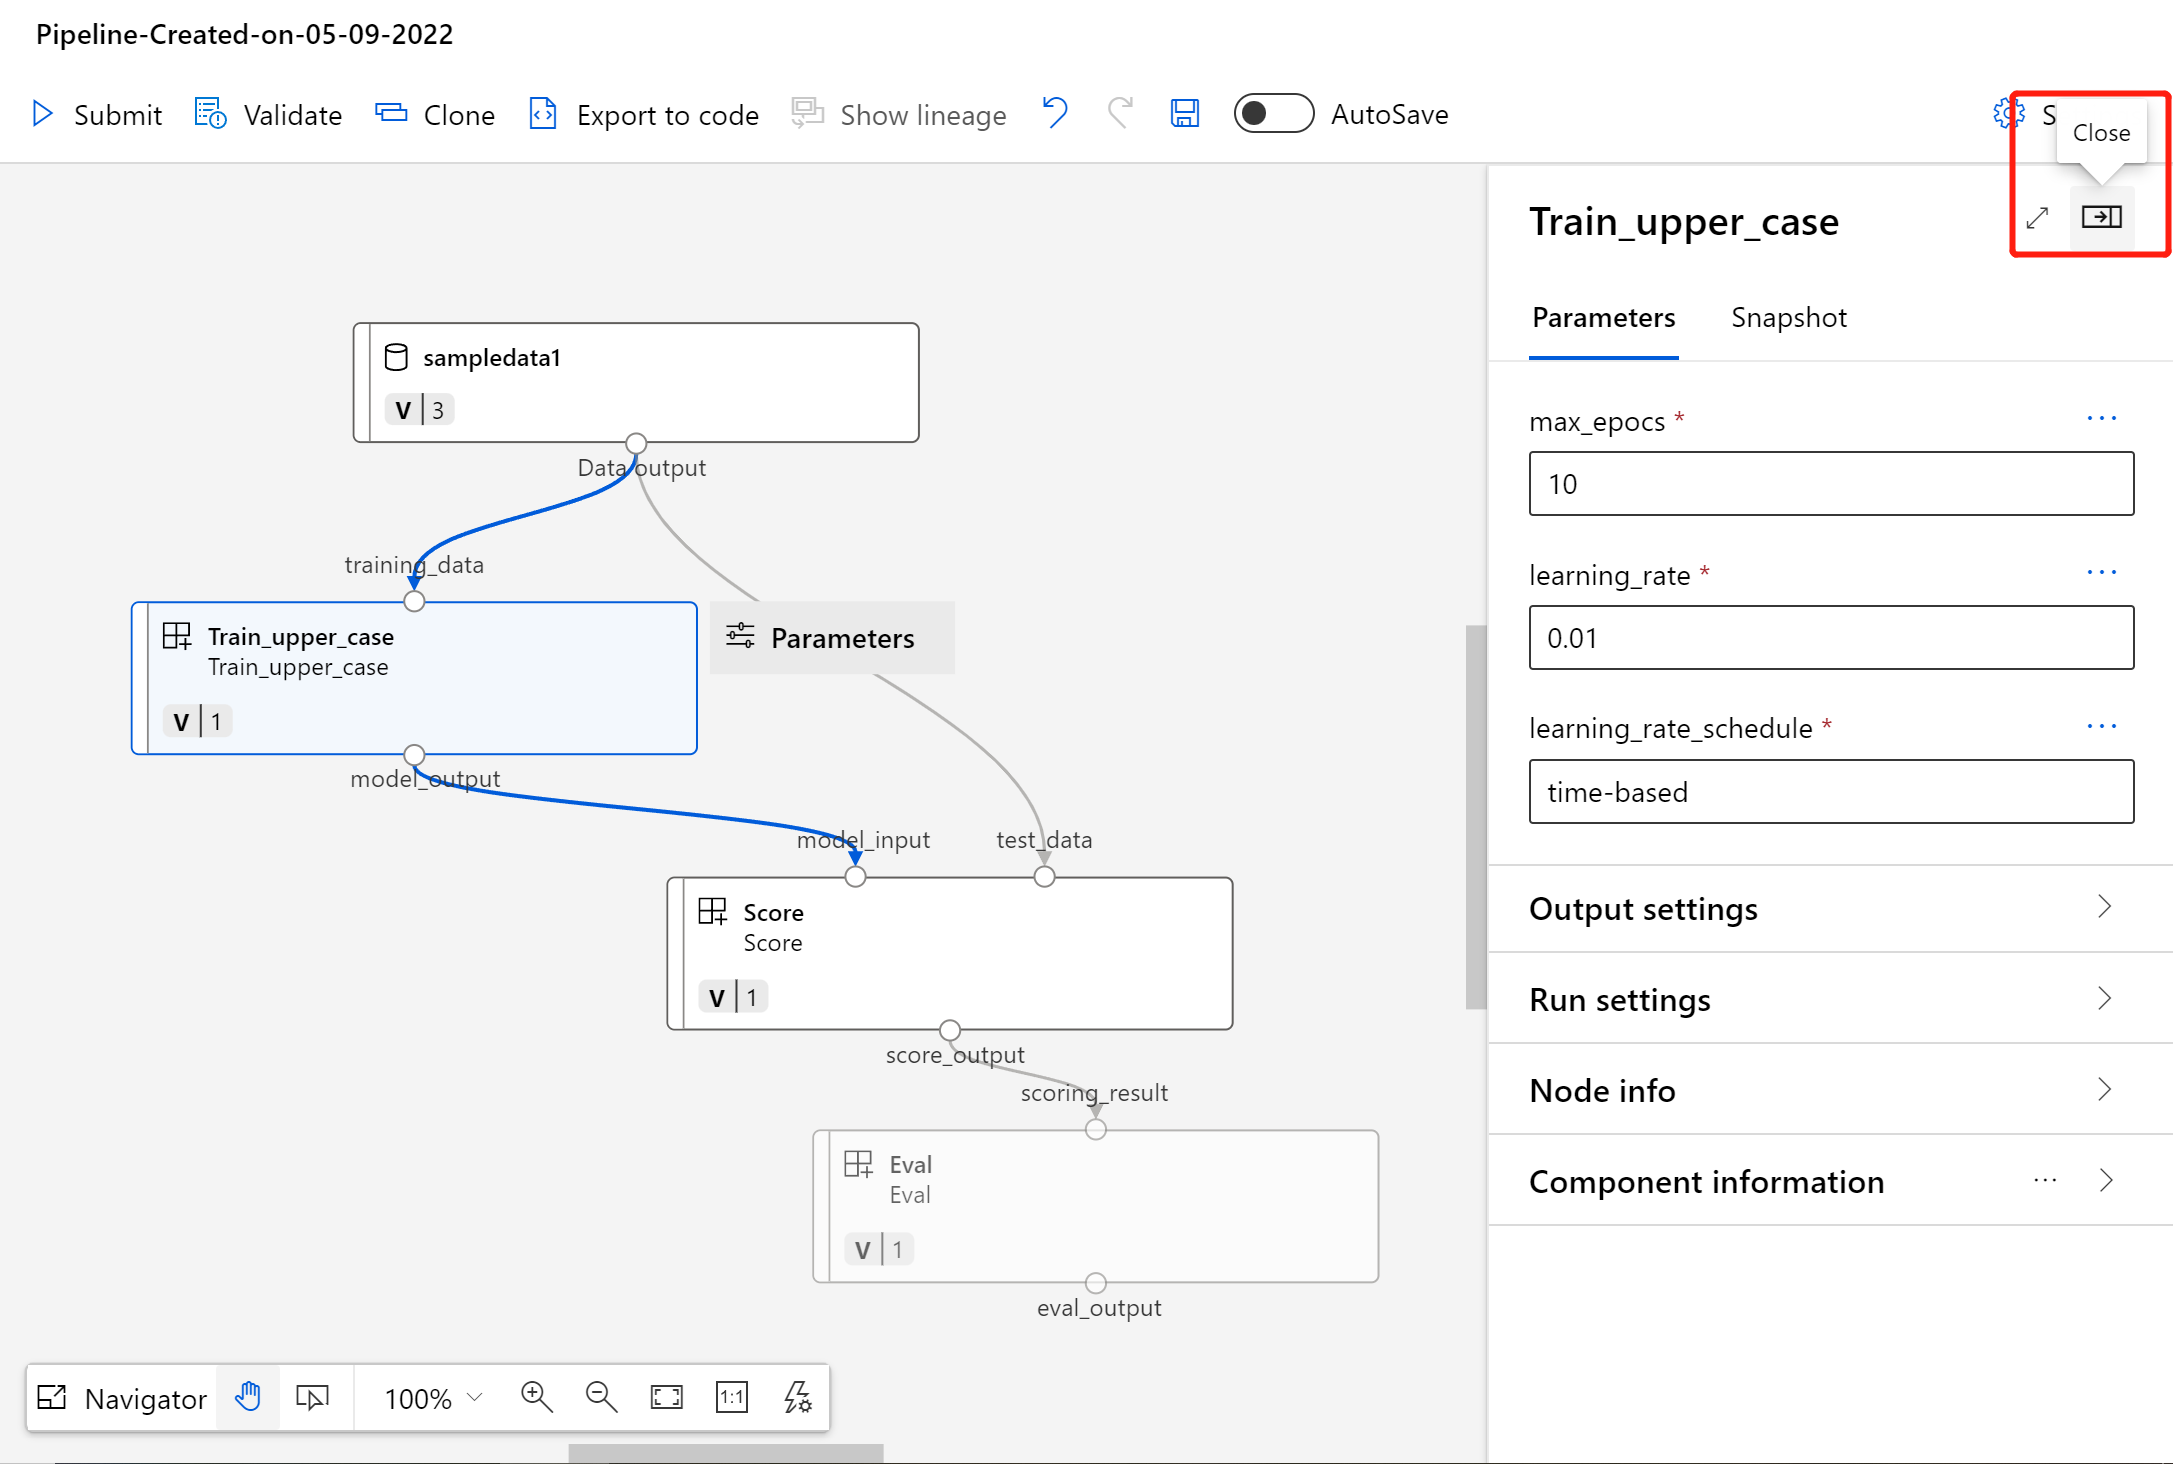 Pipeline-Created-on-05-09-2022
Submit Validate Clone Export to code Show lineage AutoSave S
Close
Train_upper_case
Parameters Snapshot
max_epocs * ...
10
learning_rate * ...
0.01
learning_rate_schedule * ...
time-based
Output settings
Run settings
Node info
Component information ...
sampledata1
V 3
Data output
training_data
Train_upper_case
Train_upper_case
V 1
Parameters
model_output
model_input test_data
Score
Score
V 1
score_output
scoring_result
Eval
Eval
V 1
eval_output
Navigator 100% 1:1